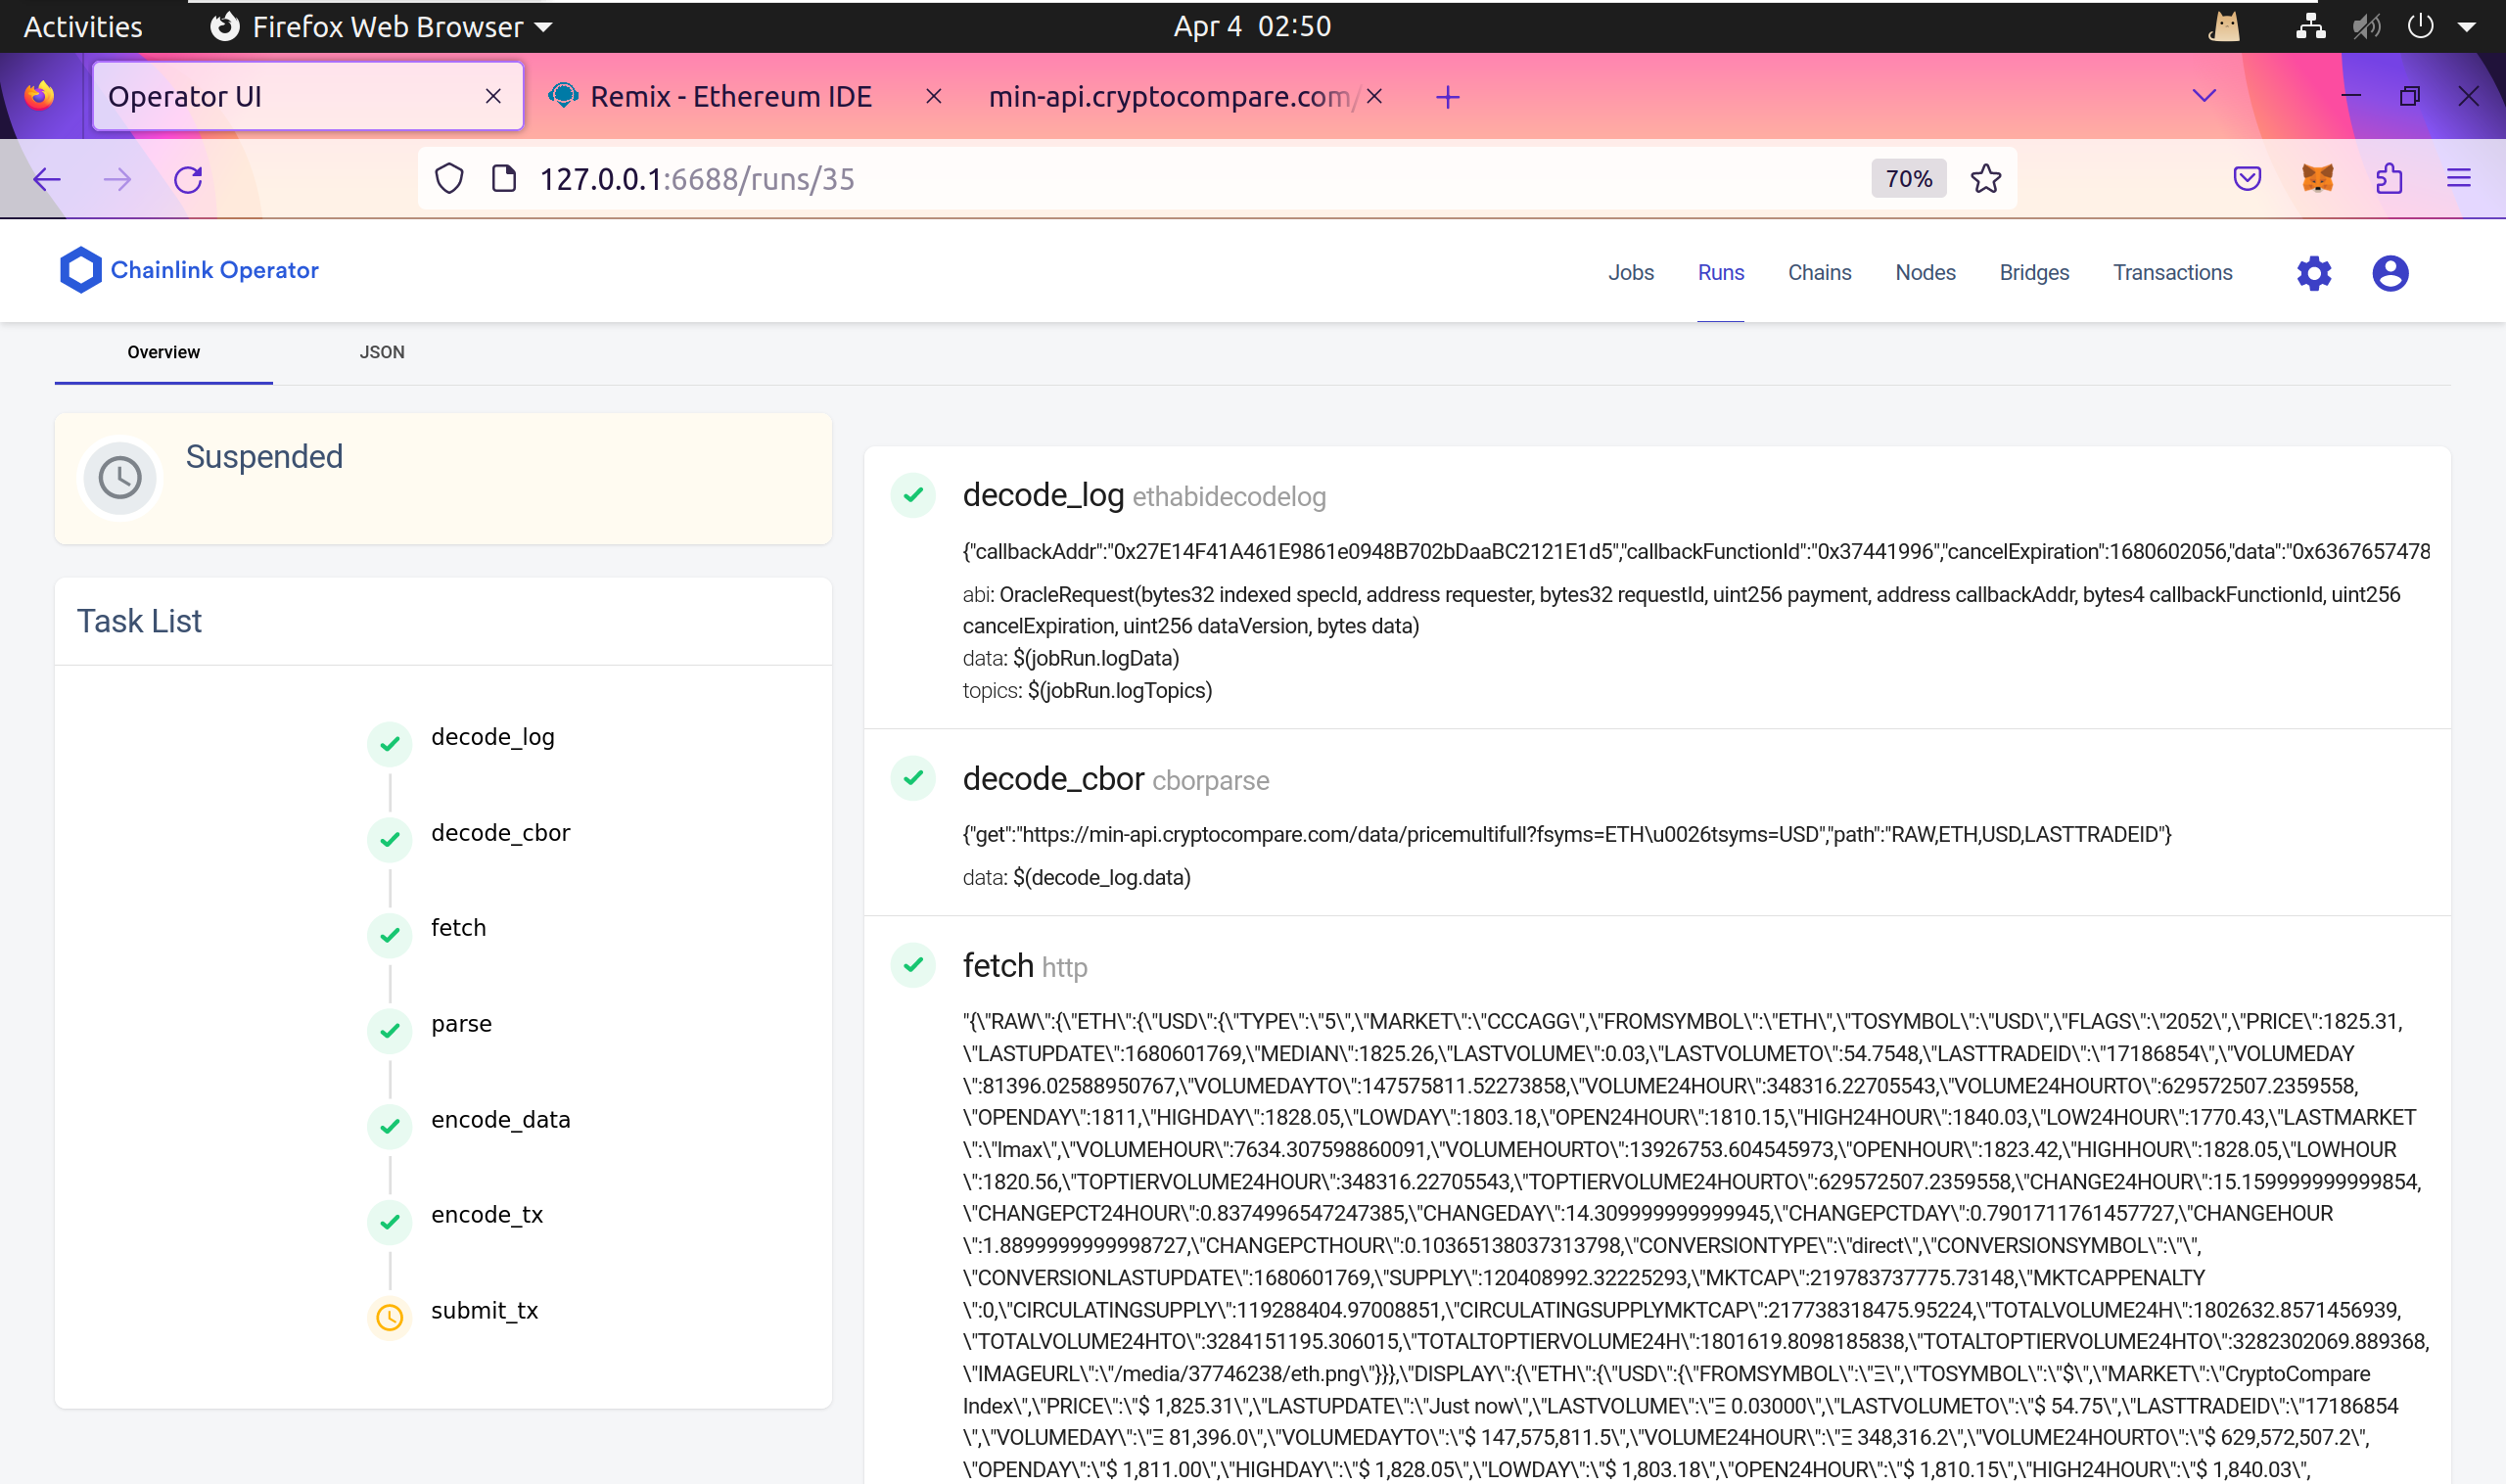 Activities
Firefox Web Browser
Apr 4 02:50
Operator UI
Remix - Ethereum IDE
min-api.cryptocompare.com/
127.0.0.1:6688/runs/35
70%
Chainlink Operator
Jobs
Runs
Chains
Nodes
Bridges
Transactions
Overview
JSON
Suspended
Task List
decode_log
decode_cbor
fetch
parse
encode_data
encode_tx
submit_tx
decode_log ethabidecodelog
{"callbackAddr":"0x27E14F41A461E9861e0948B702bDaaBC2121E1d5","callbackFunctionId":"0x37441996","cancelExpiration":1680602056,"data":"0x6367657478
abi: OracleRequest(bytes32 indexed specId, address requester, bytes32 requestId, uint256 payment, address callbackAddr, bytes4 callbackFunctionId, uint256
cancelExpiration, uint256 dataVersion, bytes data)
data: $(jobRun.logData)
topics: $(jobRun.logTopics)
decode_cbor cborparse
{"get":"https://min-api.cryptocompare.com/data/pricemultifull?fsyms=ETH\u0026tsyms=USD","path":"RAW,ETH,USD,LASTTRADEID"}
data: $(decode_log.data)
fetch http
"{\"RAW\":{\"ETH\":{\"USD\":{\"TYPE\":\"5\",\"MARKET\":\"CCCAGG\",\"FROMSYMBOL\":\"ETH\",\"TOSYMBOL\":\"USD\",\"FLAGS\":\"2052\",\"PRICE\":1825.31,
\"LASTUPDATE\":1680601769,\"MEDIAN\":1825.26,\"LASTVOLUME\":0.03,\"LASTVOLUMETO\":54.7548,\"LASTTRADEID\":\"17186854\",\"VOLUMEDAY
\":81396.02588950767,\"VOLUMEDAYTO\":147575811.52273858,\"VOLUME24HOUR\":348316.22705543,\"VOLUME24HOURTO\":629572507.2359558,
\"OPENDAY\":1811,\"HIGHDAY\":1828.05,\"LOWDAY\":1803.18,\"OPEN24HOUR\":1810.15,\"HIGH24HOUR\":1840.03,\"LOW24HOUR\":1770.43,\"LASTMARKET
\":\"lmax\",\"VOLUMEHOUR\":7634.307598860091,\"VOLUMEHOURTO\":13926753.604545973,\"OPENHOUR\":1823.42,\"HIGHHOUR\":1828.05,\"LOWHOUR
\":1820.56,\"TOPTIERVOLUME24HOUR\":348316.22705543,\"TOPTIERVOLUME24HOURTO\":629572507.2359558,\"CHANGE24HOUR\":15.159999999999854,
\"CHANGEPCT24HOUR\":0.8374996547247385,\"CHANGEDAY\":14.309999999999945,\"CHANGEPCTDAY\":0.7901711761457727,\"CHANGEHOUR
\":1.8899999999998727,\"CHANGEPCTHOUR\":0.10365138037313798,\"CONVERSIONTYPE\":\"direct\",\"CONVERSIONSYMBOL\":\"\",
\"CONVERSIONLASTUPDATE\":1680601769,\"SUPPLY\":120408992.32225293,\"MKTCAP\":219783737775.73148,\"MKTCAPPENALTY
\":0,\"CIRCULATINGSUPPLY\":119288404.97008851,\"CIRCULATINGSUPPLYMKTCAP\":217738318475.95224,\"TOTALVOLUME24H\":1802632.8571456939,
\"TOTALVOLUME24HTO\":3284151195.306015,\"TOTALTOPTIERVOLUME24H\":1801619.8098185838,\"TOTALTOPTIERVOLUME24HTO\":3282302069.889368,
\"IMAGEURL\":\"/media/37746238/eth.png\"}}},\"DISPLAY\":{\"ETH\":{\"USD\":{\"FROMSYMBOL\":\"Ξ\",\"TOSYMBOL\":\"$\",\"MARKET\":\"CryptoCompare
Index\",\"PRICE\":\"$ 1,825.31\",\"LASTUPDATE\":\"Just now\",\"LASTVOLUME\":\"Ξ 0.03000\",\"LASTVOLUMETO\":\"$ 54.75\",\"LASTTRADEID\":\"17186854
\",\"VOLUMEDAY\":\"Ξ 81,396.0\",\"VOLUMEDAYTO\":\"$ 147,575,811.5\",\"VOLUME24HOUR\":\"Ξ 348,316.2\",\"VOLUME24HOURTO\":\"$ 629,572,507.2\",
\"OPENDAY\":\"$ 1,811.00\",\"HIGHDAY\":\"$ 1,828.05\",\"LOWDAY\":\"$ 1,803.18\",\"OPEN24HOUR\":\"$ 1,810.15\",\"HIGH24HOUR\":\"$ 1,840.03\",